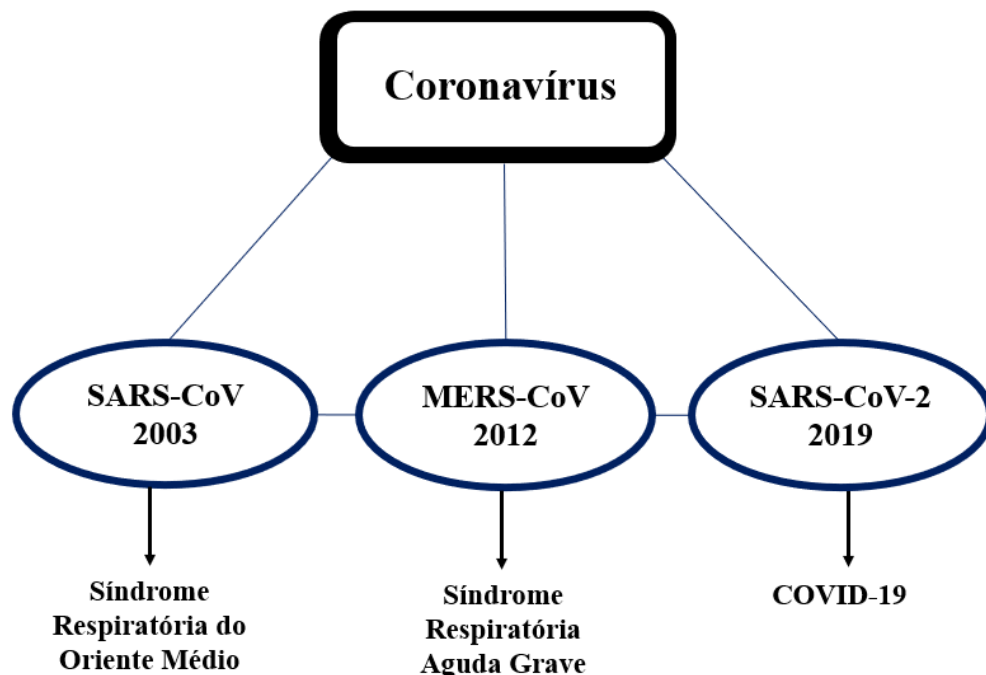 Coronavírus
SARS-CoV
2003
MERS-CoV
2012
SARS-CoV-2
2019
Síndrome
Respiratória do
Oriente Médio
Síndrome
Respiratória
Aguda Grave
COVID-19